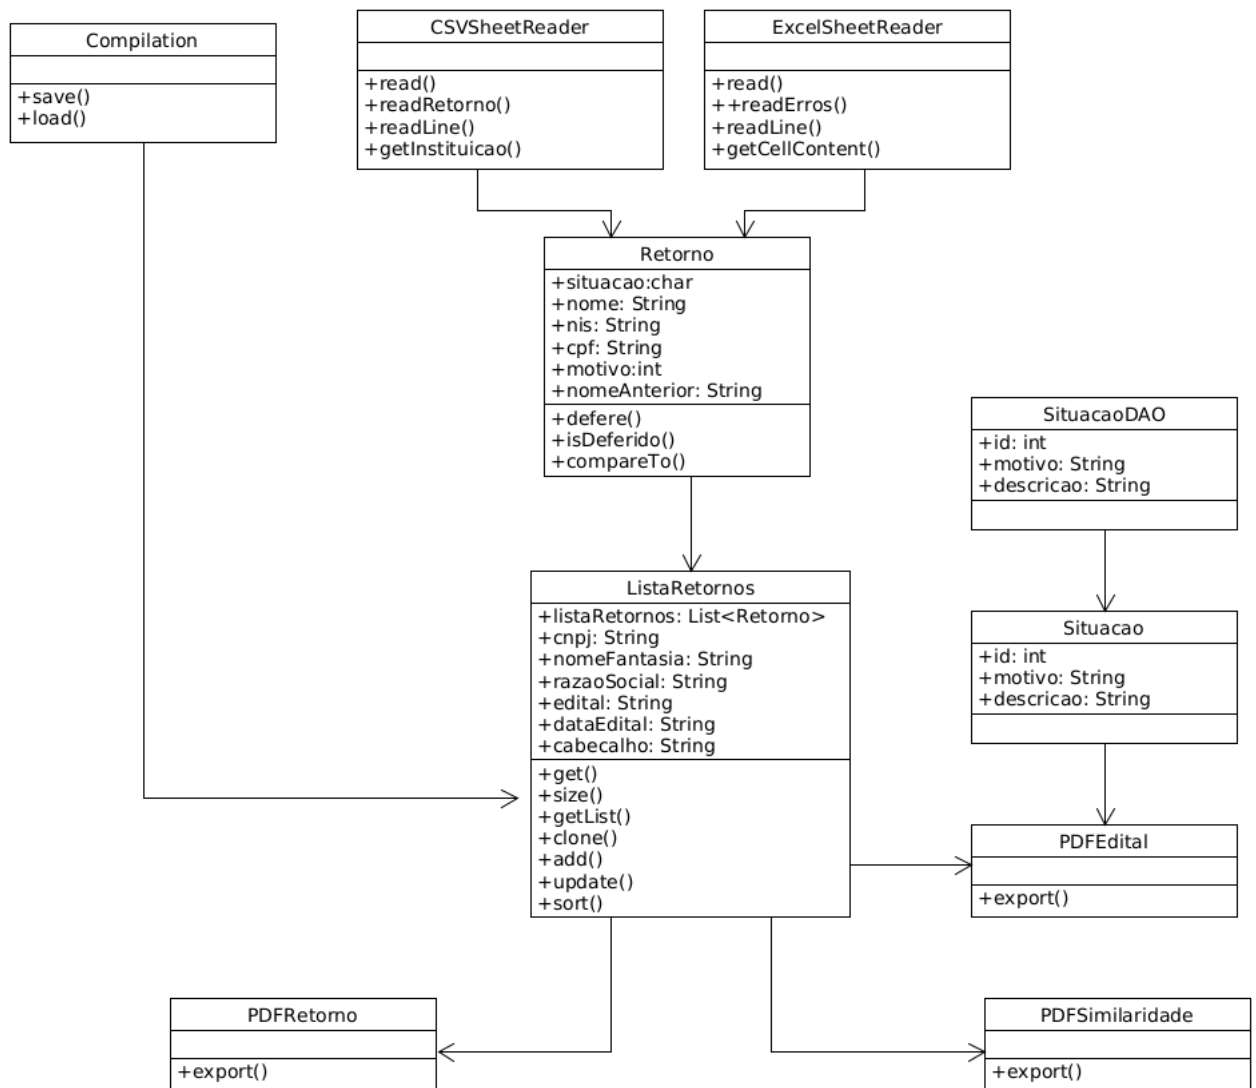 Compilation
+save()
+load()
CSVSheetReader
+read()
+readRetorno()
+readLine()
+getInstituicao()
ExcelSheetReader
+read()
++readErros()
+readLine()
+getCellContent()
Retorno
+situacao:char
+nome: String
+nis: String
+cpf: String
+motivo:int
+nomeAnterior: String
+defere()
+isDeferido()
+compareTo()
SituacaoDAO
+id: int
+motivo: String
+descricao: String
ListaRetornos
+listaRetornos: List<Retorno>
+cnpj: String
+nomeFantasia: String
+razaoSocial: String
+edital: String
+dataEdital: String
+cabecalho: String
+get()
+size()
+getList()
+clone()
+add()
+update()
+sort()
Situacao
+id: int
+motivo: String
+descricao: String
PDFEdital
+export()
PDFRetorno
+export()
PDFSimilaridade
+export()